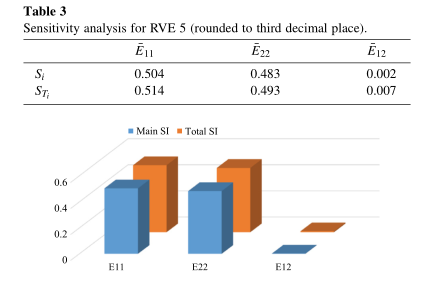 Table 3
Sensitivity analysis for RVE 5 (rounded to third decimal place).
Ē₁₁ Ē₂₂ Ē₁₂
Sᵢ 0.504 0.483 0.002
S_Tᵢ 0.514 0.493 0.007
Main SI Total SI
0.6
0.4
0.2
0
E11 E22 E12